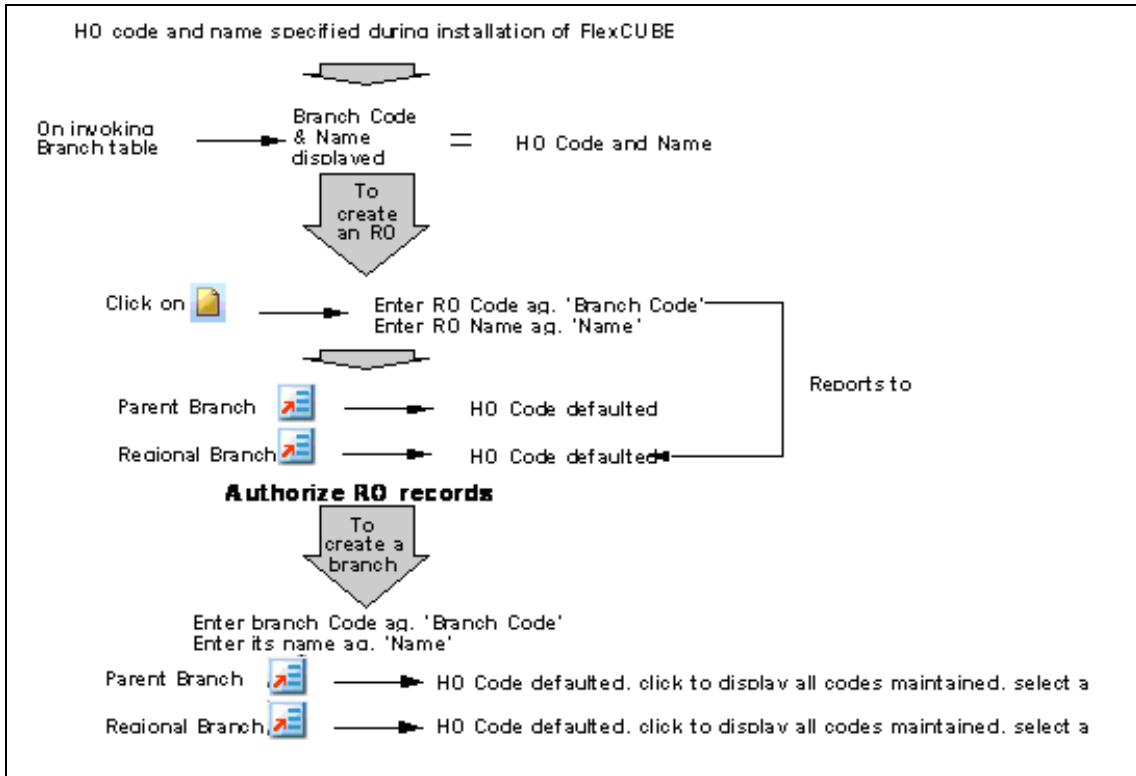 HO code and name specified during installation of FlexCUBE
On invoking
Branch table
Branch Code
& Name
displayed
=
HO Code and Name
To
create
an RO
Click on
Enter RO Code ag. 'Branch Code'
Enter RO Name ag. 'Name'
Reports to
Parent Branch
HO Code defaulted
Regional Branch
HO Code defaulted
Authorize RO records
To
create a
branch
Enter branch Code ag. 'Branch Code'
Enter its name ag. 'Name'
Parent Branch
HO Code defaulted. click to display all codes maintained. select a
Regional Branch
HO Code defaulted. click to display all codes maintained. select a